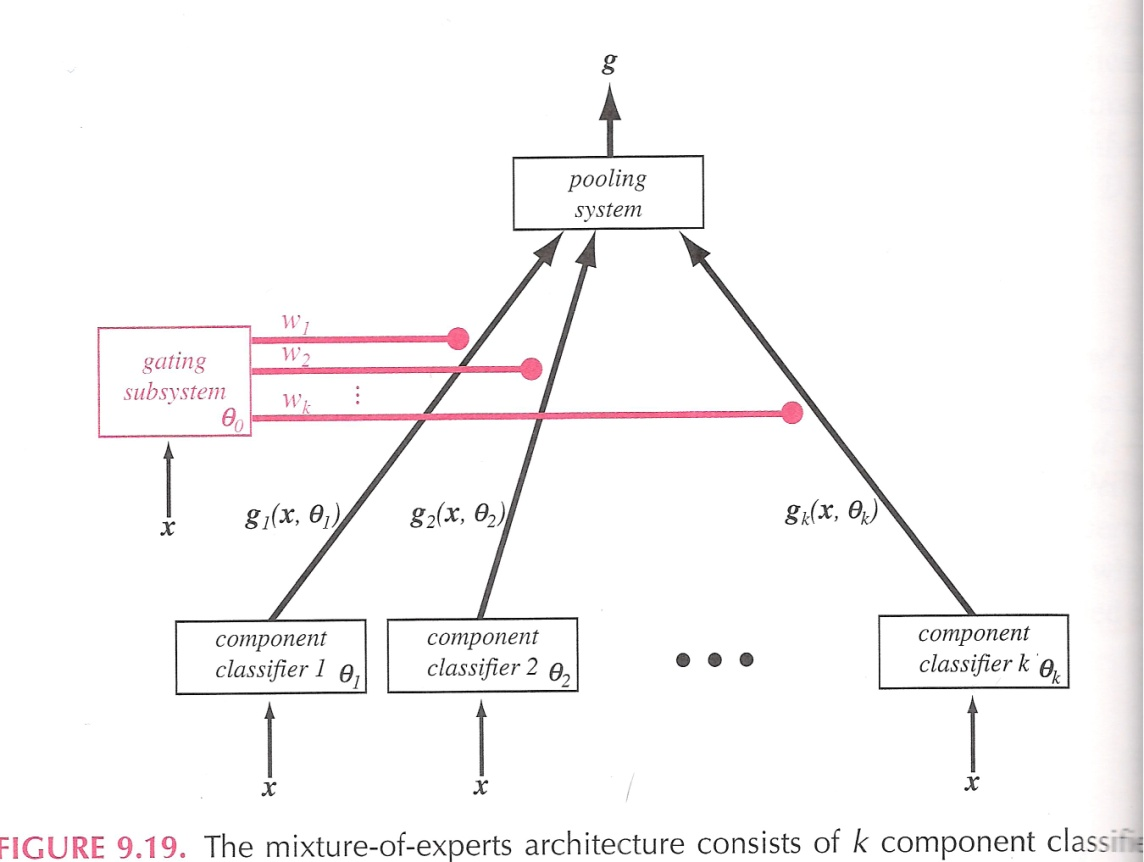 g
pooling
system
w₁
w₂
⋮
wₖ
gating
subsystem
θ₀
x
g₁(x, θ₁)
g₂(x, θ₂)
gₖ(x, θₖ)
component
classifier 1 θ₁
component
classifier 2 θ₂
• • •
component
classifier k θₖ
x
x
x
FIGURE 9.19. The mixture-of-experts architecture consists of k component